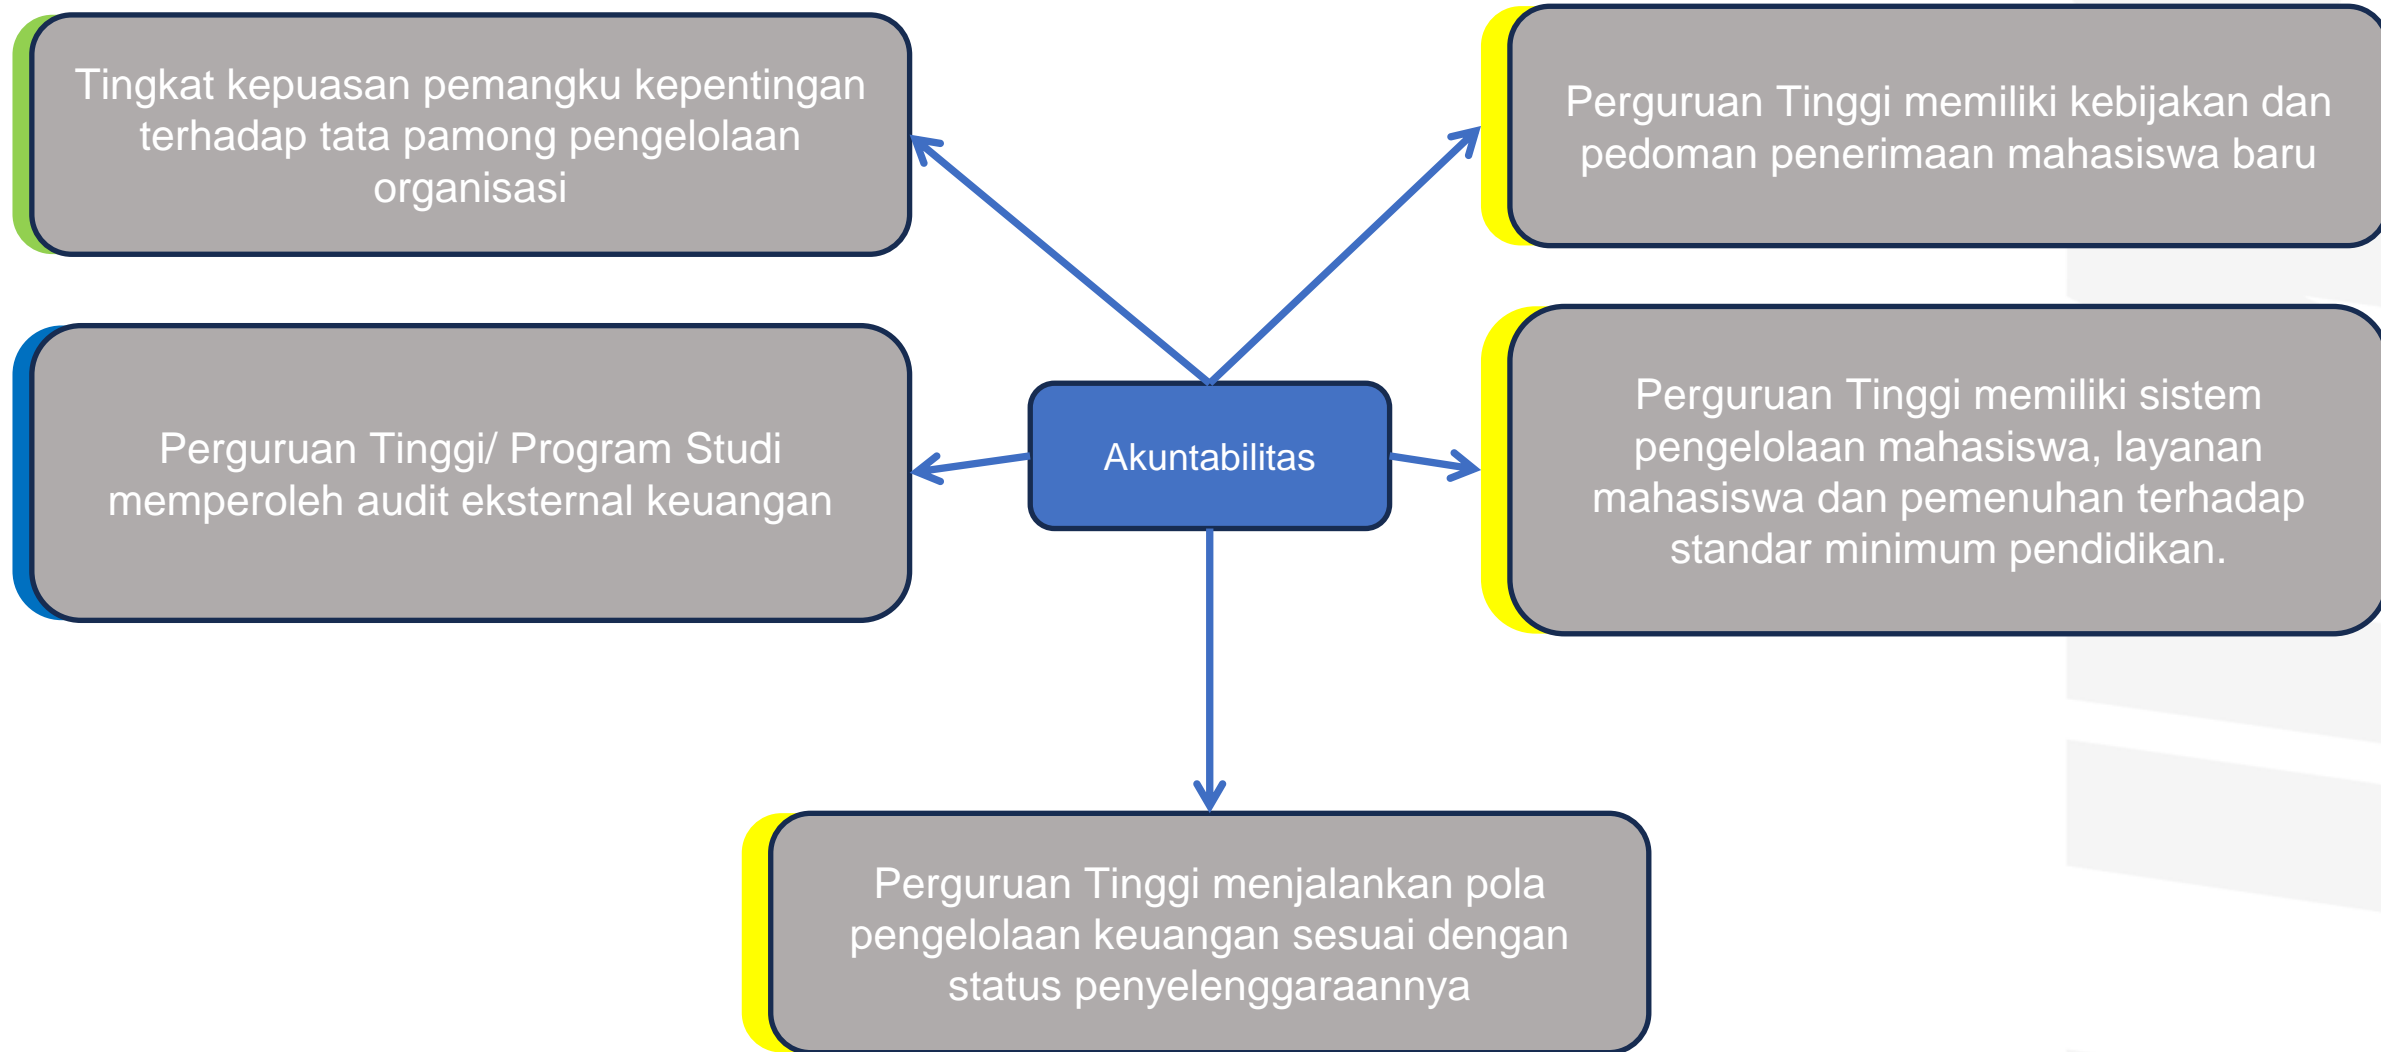 Tingkat kepuasan pemangku kepentingan
terhadap tata pamong pengelolaan
organisasi
Perguruan Tinggi memiliki kebijakan dan
pedoman penerimaan mahasiswa baru
Perguruan Tinggi/ Program Studi
memperoleh audit eksternal keuangan
Akuntabilitas
Perguruan Tinggi memiliki sistem
pengelolaan mahasiswa, layanan
mahasiswa dan pemenuhan terhadap
standar minimum pendidikan.
Perguruan Tinggi menjalankan pola
pengelolaan keuangan sesuai dengan
status penyelenggaraannya